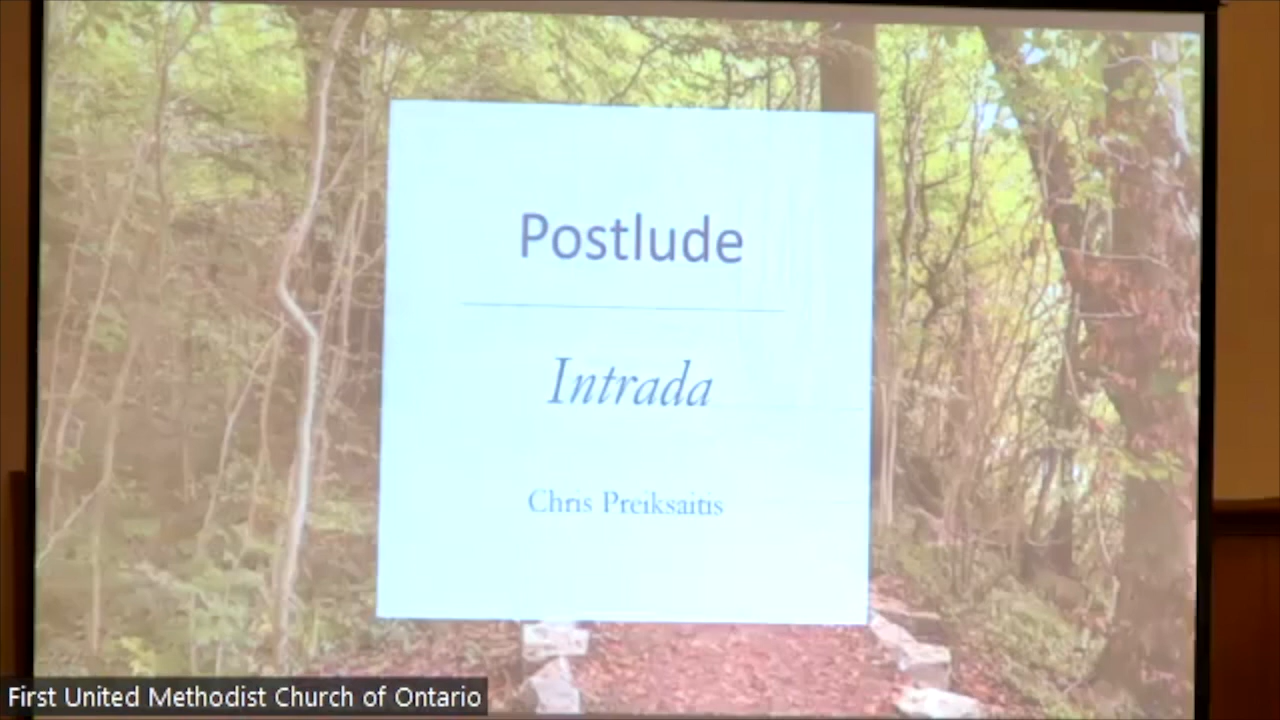 Postlude
Intrada
Chris Preiksaitis
First United Methodist Church of Ontario